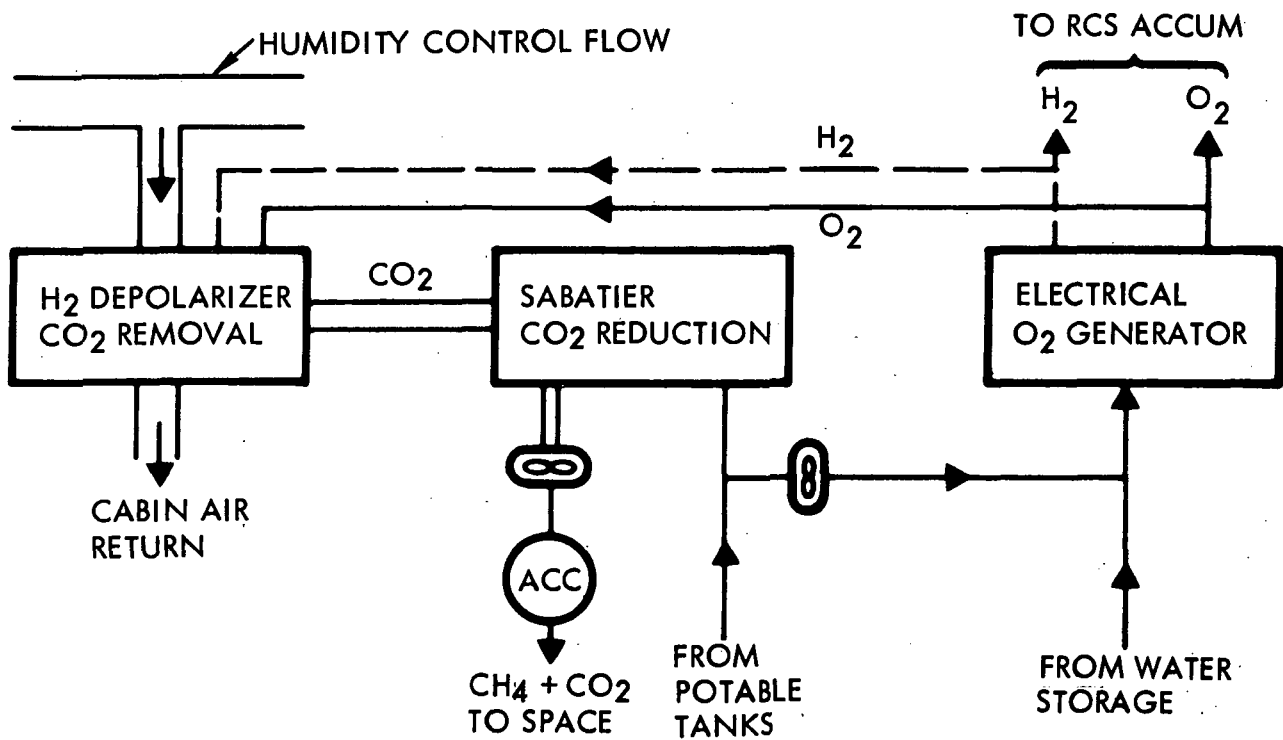 HUMIDITY CONTROL FLOW
TO RCS ACCUM
H2
O2
H2
O2
H2 DEPOLARIZER
CO2 REMOVAL
CO2
SABATIER
CO2 REDUCTION
ELECTRICAL
O2 GENERATOR
CABIN AIR
RETURN
ACC
CH4 + CO2
TO SPACE
FROM
POTABLE
TANKS
FROM WATER
STORAGE